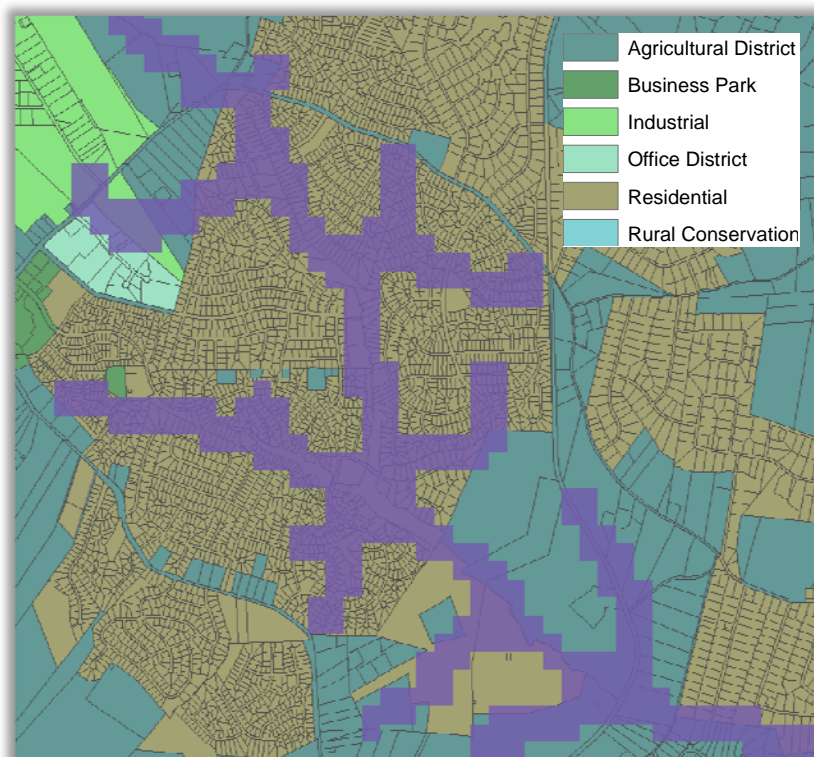 Agricultural District
Business Park
Industrial
Office District
Residential
Rural Conservation